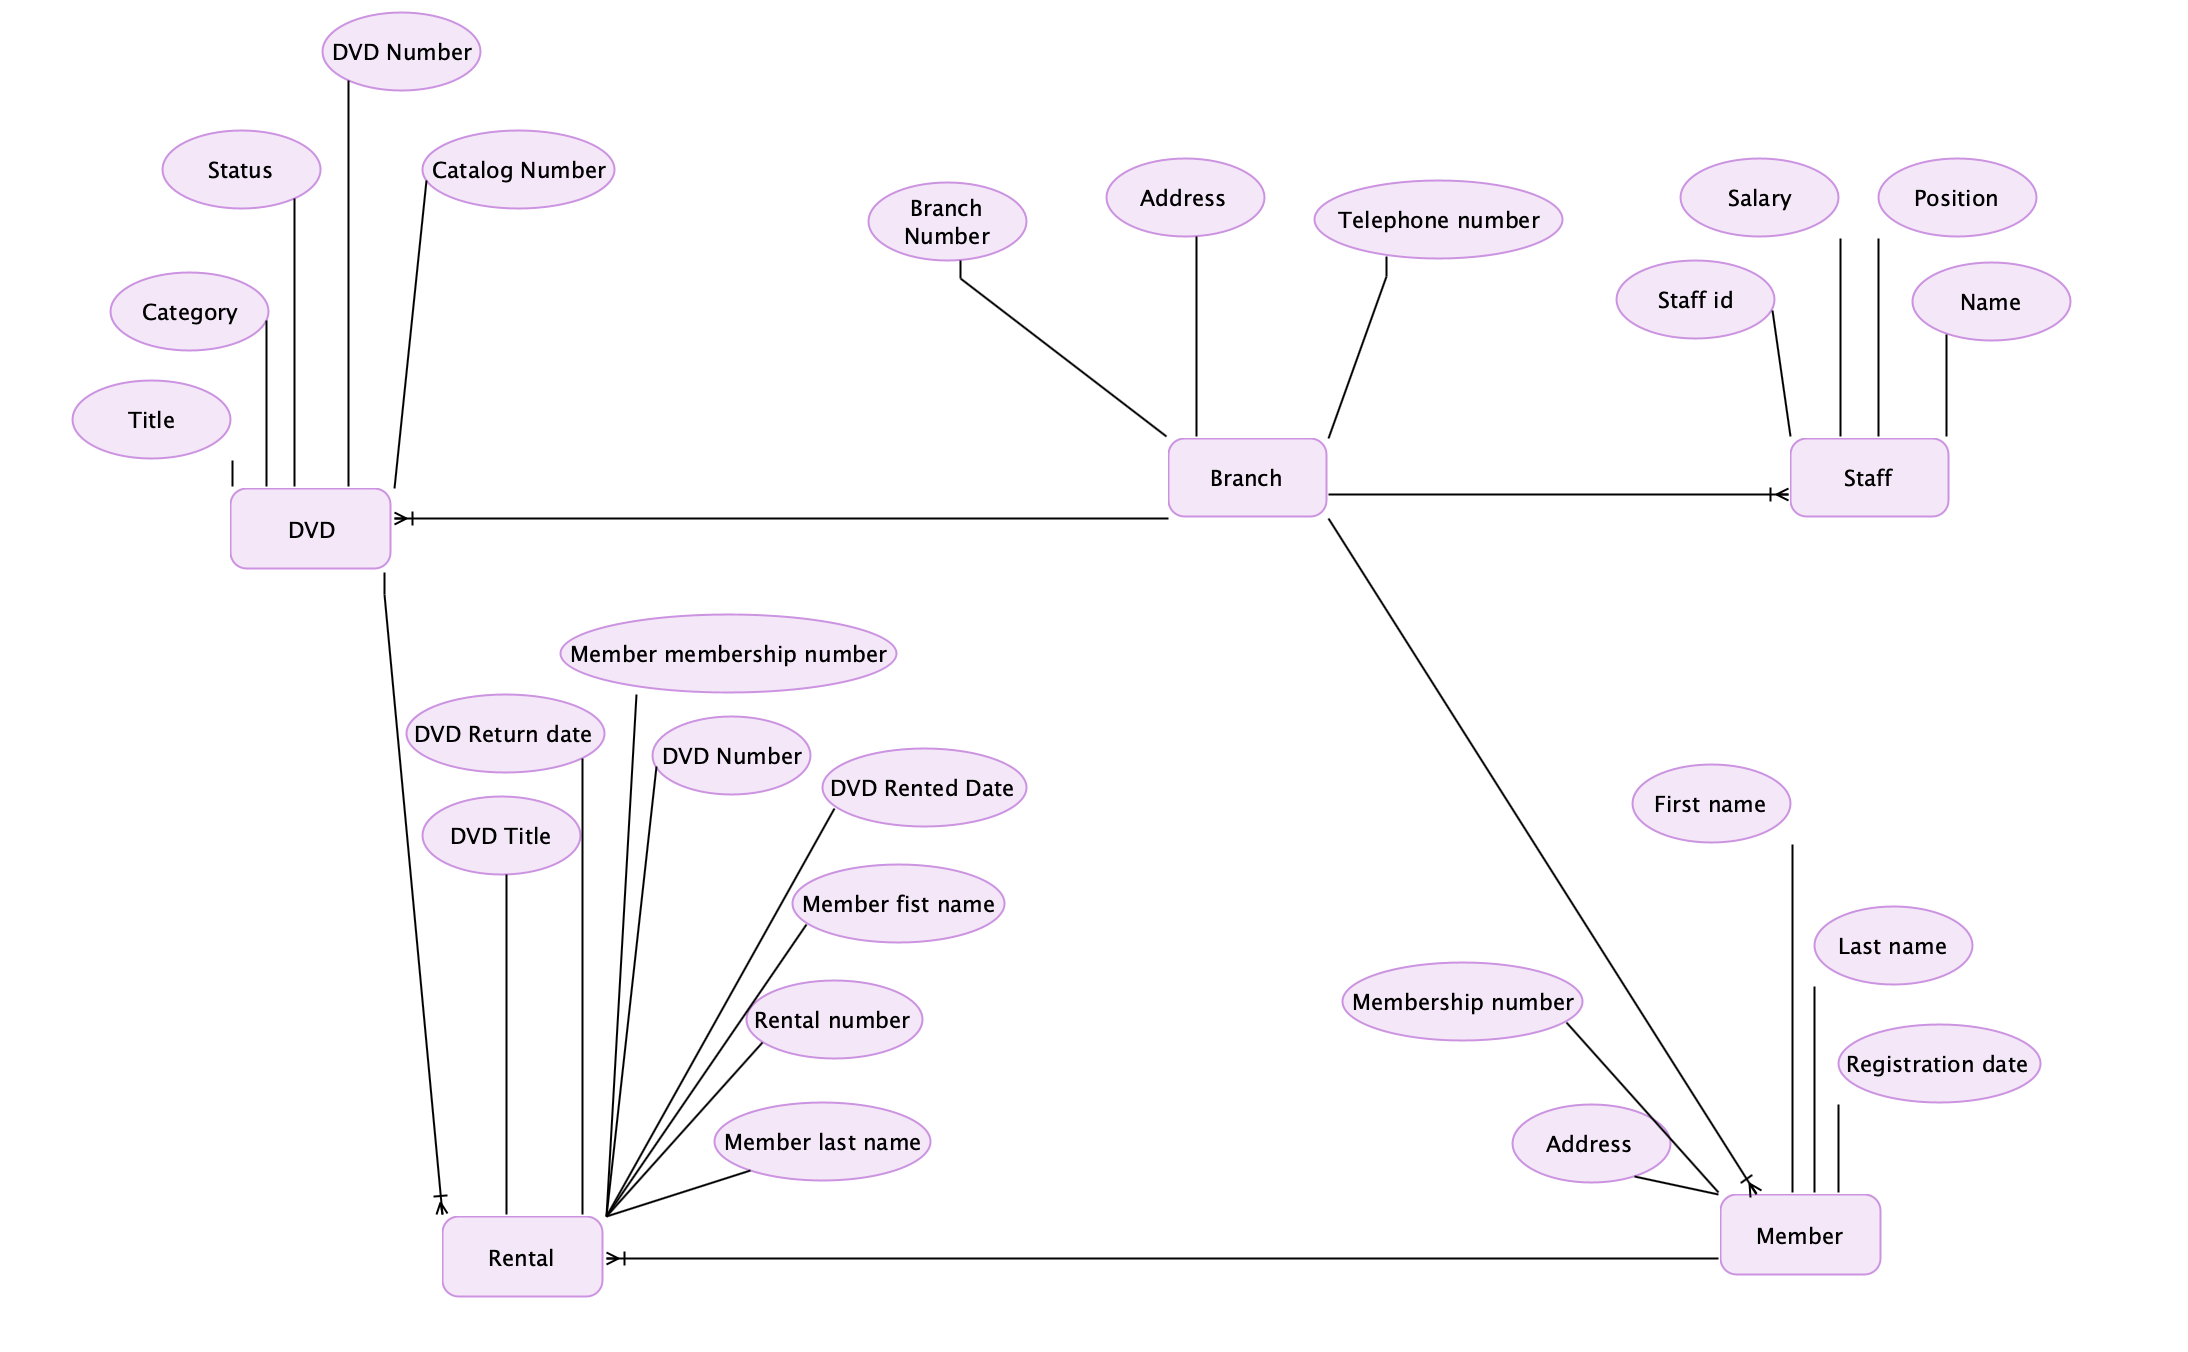 DVD Number
Status
Catalog Number
Category
Title
DVD
Branch
Number
Address
Telephone number
Branch
Salary
Position
Staff id
Name
Staff
Member membership number
DVD Return date
DVD Number
DVD Rented Date
DVD Title
Member fist name
Rental number
Member last name
Rental
First name
Last name
Membership number
Registration date
Address
Member